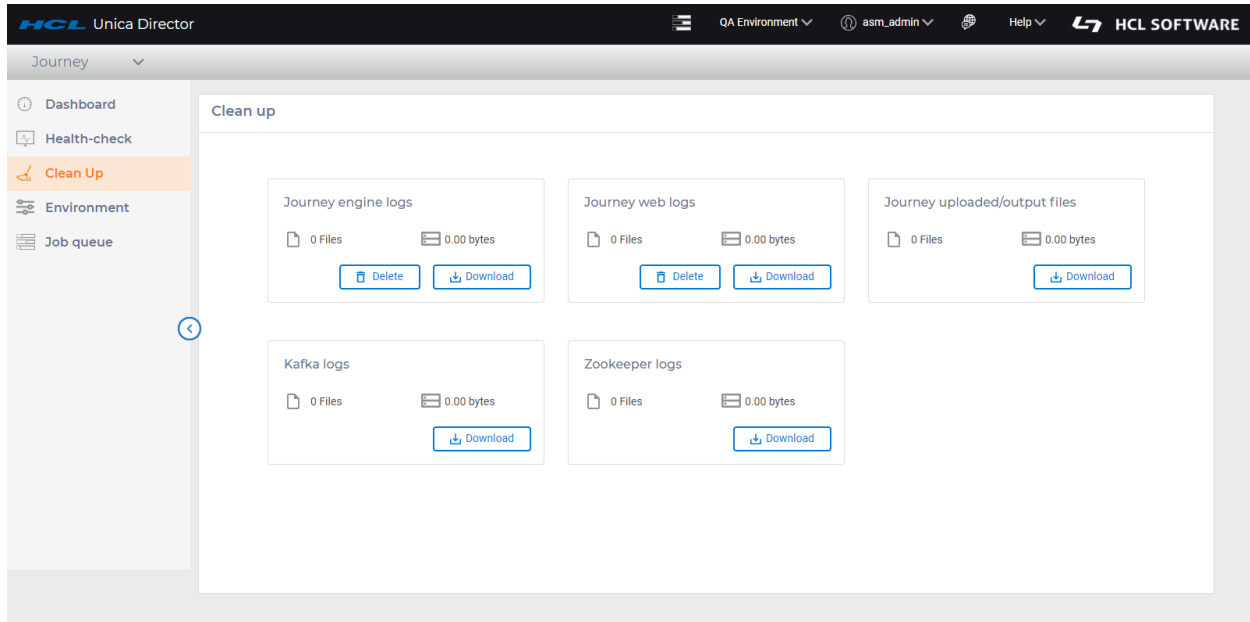 HCL Unica Director
QA Environment
asm_admin
Help
HCL SOFTWARE
Journey
Dashboard
Health-check
Clean Up
Environment
Job queue
Clean up
Journey engine logs
0 Files
0.00 bytes
Delete
Download
Journey web logs
0 Files
0.00 bytes
Delete
Download
Journey uploaded/output files
0 Files
0.00 bytes
Download
Kafka logs
0 Files
0.00 bytes
Download
Zookeeper logs
0 Files
0.00 bytes
Download